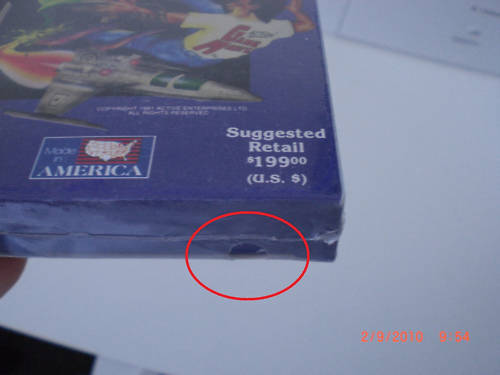 COPYRIGHT 1991 ACTIVE ENTERPRISES LTD.
ALL RIGHTS RESERVED
Suggested
Retail
$19900
(U.S. $)
Made
in
AMERICA
2/9/2010